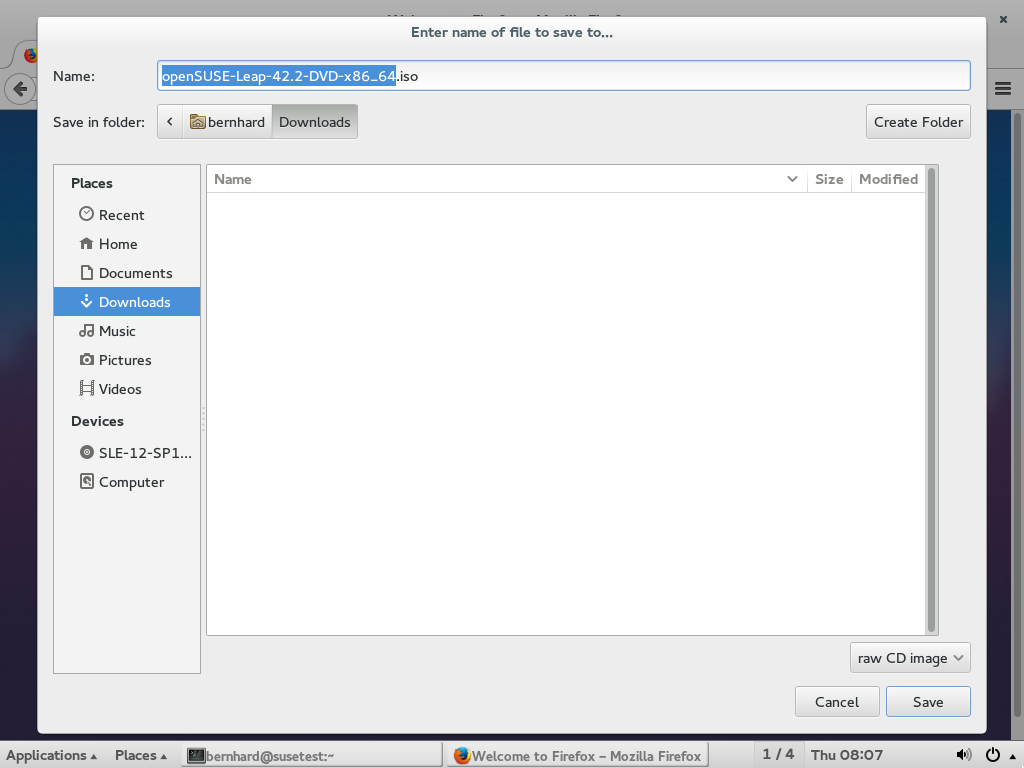 Enter name of file to save to...
Name: openSUSE-Leap-42.2-DVD-x86_64.iso
Save in folder: bernhard Downloads Create Folder
Places
Recent
Home
Documents
Downloads
Music
Pictures
Videos
Devices
SLE-12-SP1...
Computer
Name Size Modified
raw CD image
Cancel Save
Applications Places bernhard@susetest:~ Welcome to Firefox – Mozilla Firefox 1 / 4 Thu 08:07